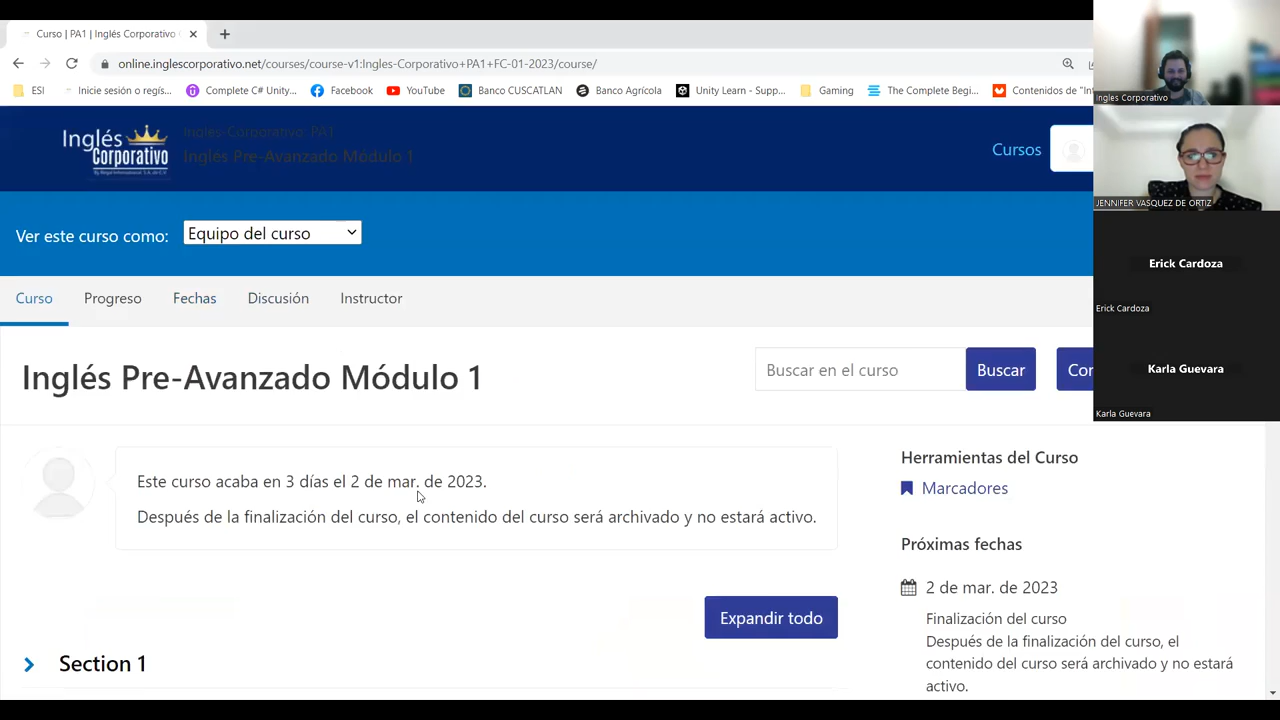 Curso | PA1 | Inglés Corporativo
online.inglescorporativo.net/courses/course-v1:Ingles-Corporativo+PA1+FC-01-2023/course/
ESI
Inicie sesión o regís...
Complete C# Unity...
Facebook
YouTube
Banco CUSCATLAN
Banco Agrícola
Unity Learn - Supp...
Gaming
The Complete Begi...
Contenidos de "In
Inglés
Corporativo
By Regal International S.A. de C.V.
Ingles-Corporativo PA1
Inglés Pre-Avanzado Módulo 1
Cursos
Ver este curso como:
Equipo del curso
Curso
Progreso
Fechas
Discusión
Instructor
Inglés Pre-Avanzado Módulo 1
Buscar en el curso
Buscar
Co
Este curso acaba en 3 días el 2 de mar. de 2023.
Después de la finalización del curso, el contenido del curso será archivado y no estará activo.
Expandir todo
Section 1
Herramientas del Curso
Marcadores
Próximas fechas
2 de mar. de 2023
Finalización del curso
Después de la finalización del curso, el
contenido del curso será archivado y no estará
activo.
Ingles Corporativo
JENNIFER VASQUEZ DE ORTIZ
Erick Cardoza
Erick Cardoza
Karla Guevara
Karla Guevara